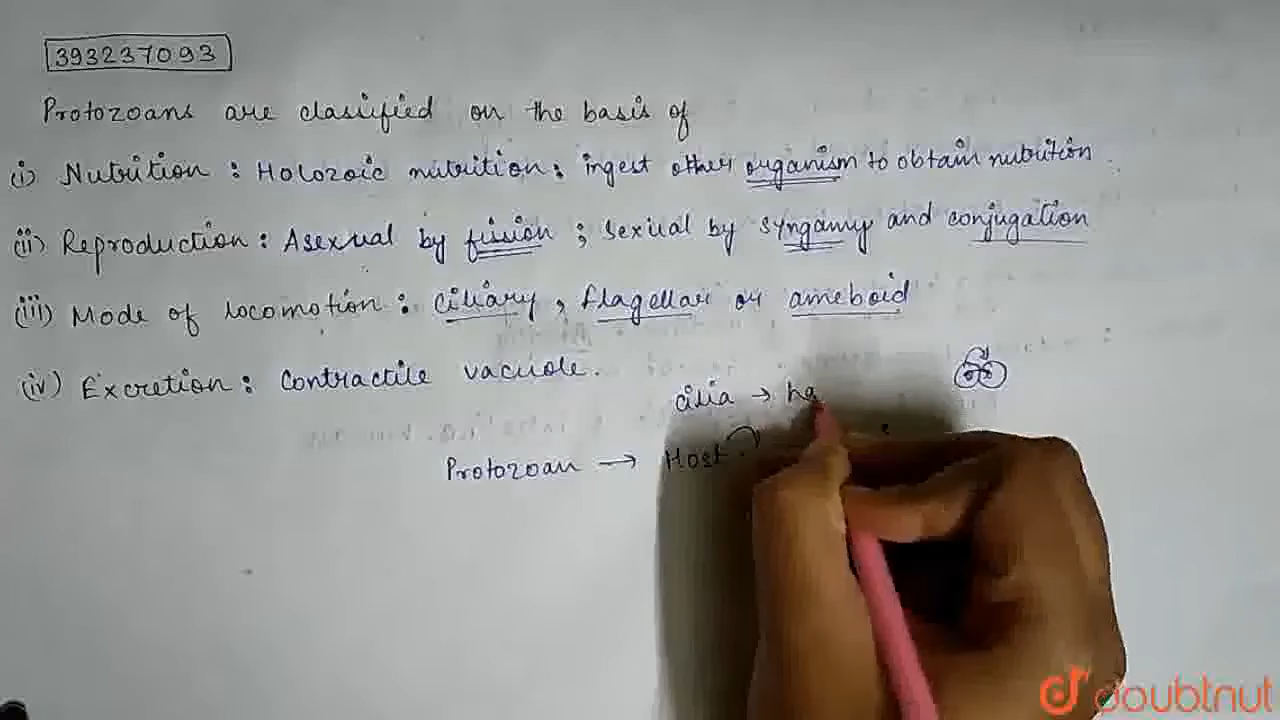 393237093
Protozoans are classified on the basis of
(i) Nutrition : Holozoic nutrition : ingest other organism to obtain nutrition
(ii) Reproduction : Asexual by fission ; sexual by syngamy and conjugation
(iii) Mode of locomotion : ciliary , flagellar or ameboid
(iv) Excretion : contractile vacuole.
cilia → ha
Protozoan → Host
doubtnut